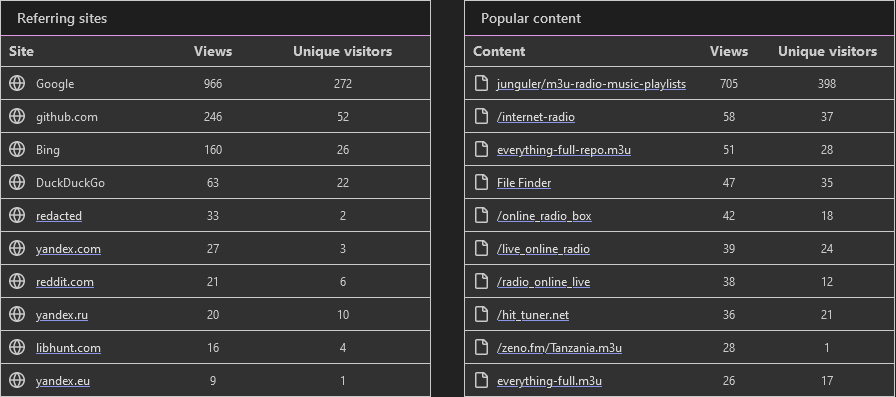 Referring sites
Site Views Unique visitors
Google 966 272
github.com 246 52
Bing 160 26
DuckDuckGo 63 22
redacted 33 2
yandex.com 27 3
reddit.com 21 6
yandex.ru 20 10
libhunt.com 16 4
yandex.eu 9 1
Popular content
Content Views Unique visitors
junguler/m3u-radio-music-playlists 705 398
/internet-radio 58 37
everything-full-repo.m3u 51 28
File Finder 47 35
/online_radio_box 42 18
/live_online_radio 39 24
/radio_online_live 38 12
/hit_tuner.net 36 21
/zeno.fm/Tanzania.m3u 28 1
everything-full.m3u 26 17